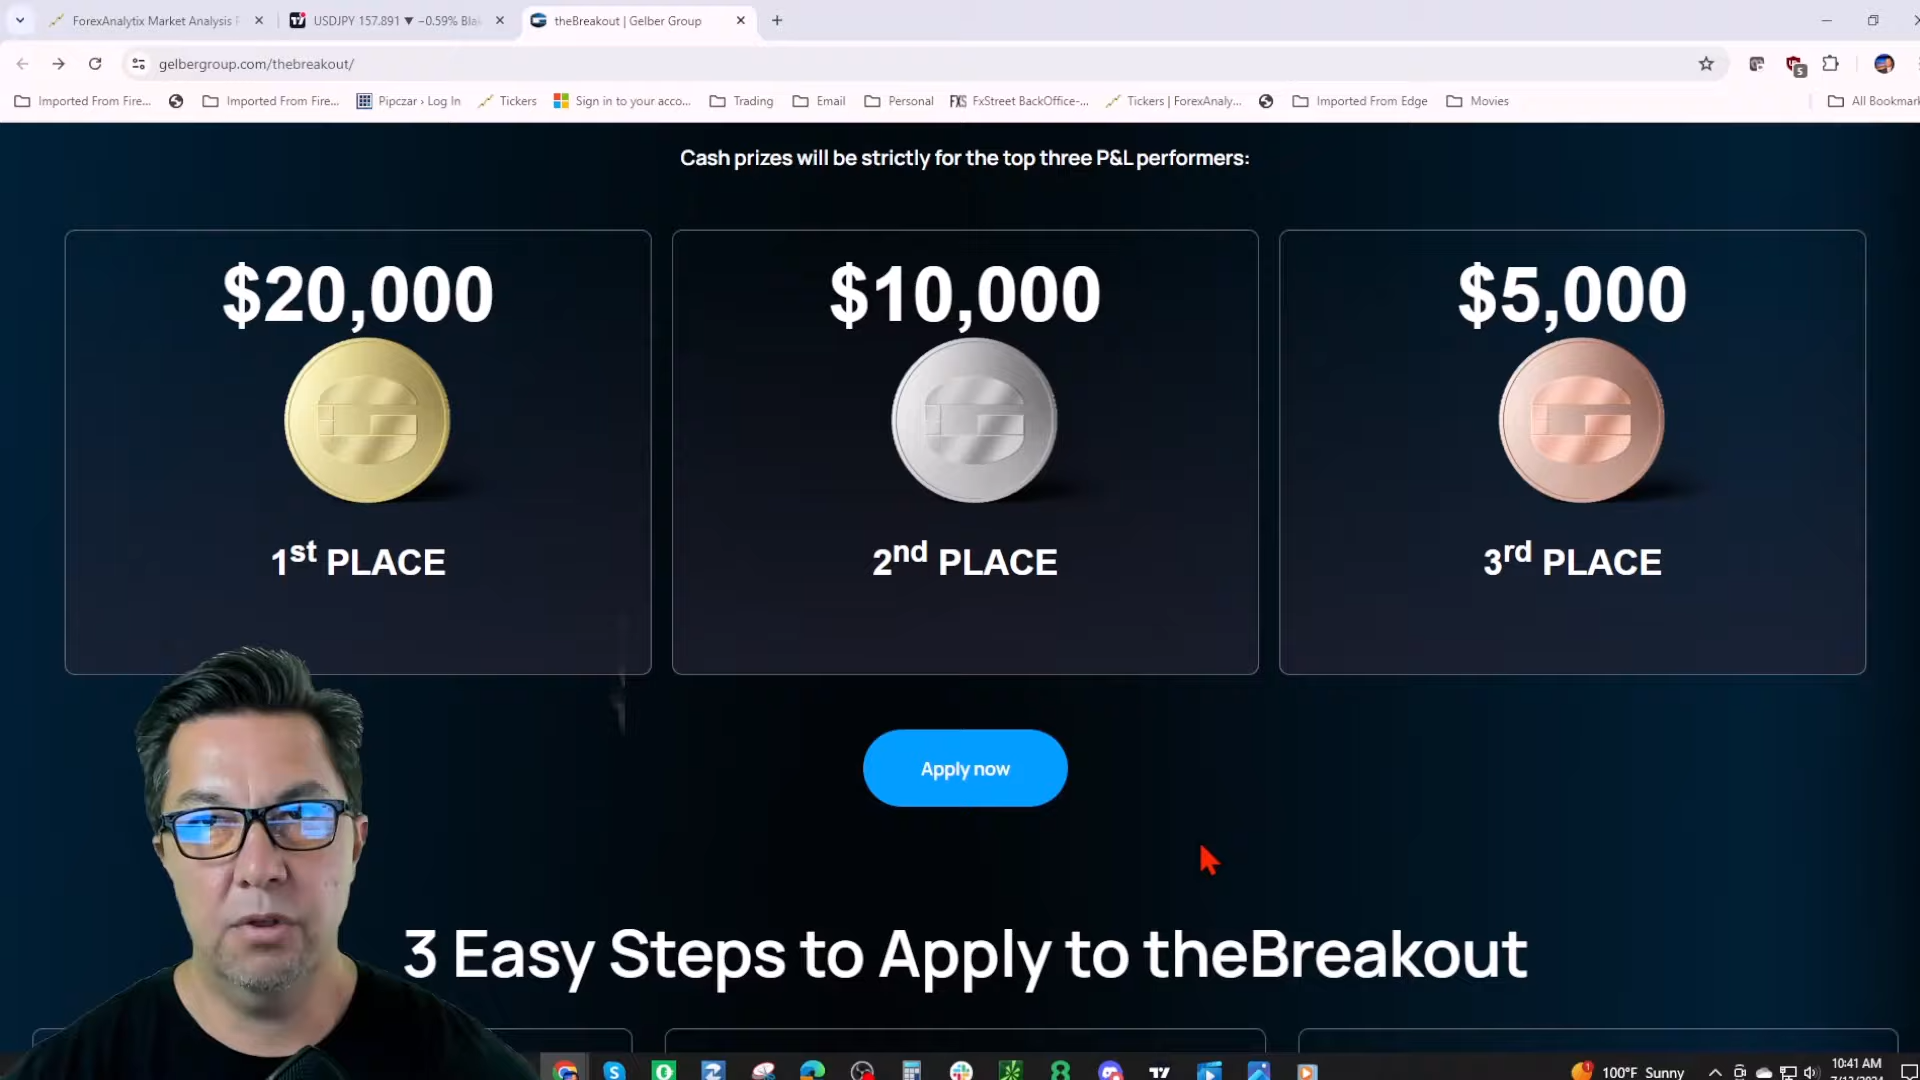 ForexAnalytix Market Analysis
USDJPY 157.891 ▼ −0.59%
theBreakout | Gelber Group
gelbergroup.com/thebreakout/
Imported From Fire...
Imported From Fire...
Pipczar › Log In
Tickers
Sign in to your acco...
Trading
Email
Personal
FXS
FxStreet BackOffice-...
Tickers | ForexAnaly...
Imported From Edge
Movies
All Bookmark
Cash prizes will be strictly for the top three P&L performers:
$20,000
$10,000
$5,000
1st PLACE
2nd PLACE
3rd PLACE
Apply now
3 Easy Steps to Apply to theBreakout
100°F Sunny
10:41 AM